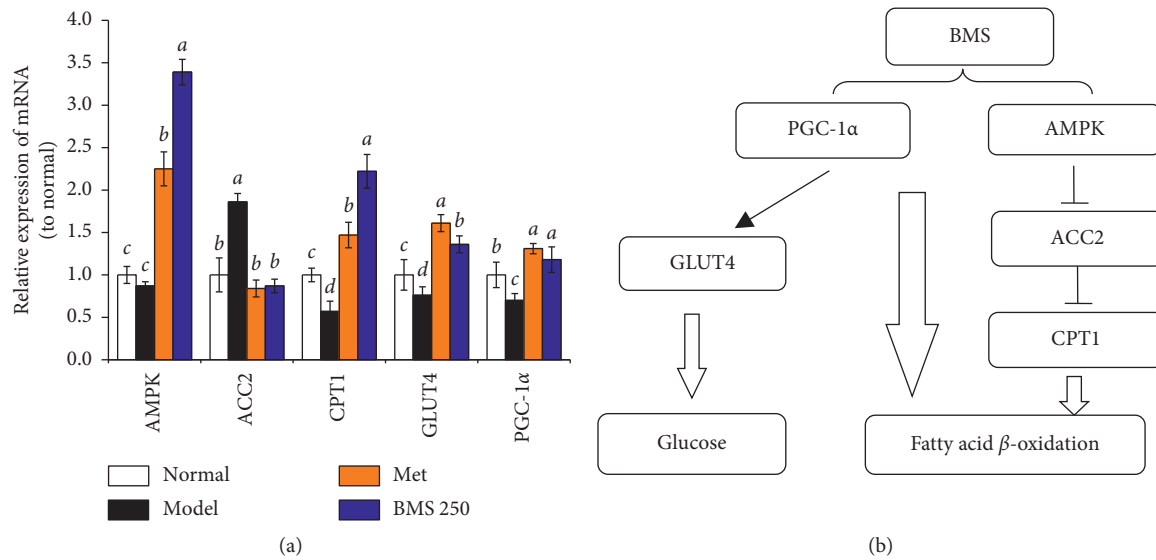 Relative expression of mRNA
(to normal)
4.0
3.5
3.0
2.5
2.0
1.5
1.0
0.5
0.0
c
c
b
a
b
a
b
b
c
d
b
a
c
d
a
b
b
c
a
a
AMPK
ACC2
CPT1
GLUT4
PGC-1α
Normal
Met
Model
BMS 250
(a)
BMS
PGC-1α
AMPK
ACC2
GLUT4
CPT1
Glucose
Fatty acid β-oxidation
(b)